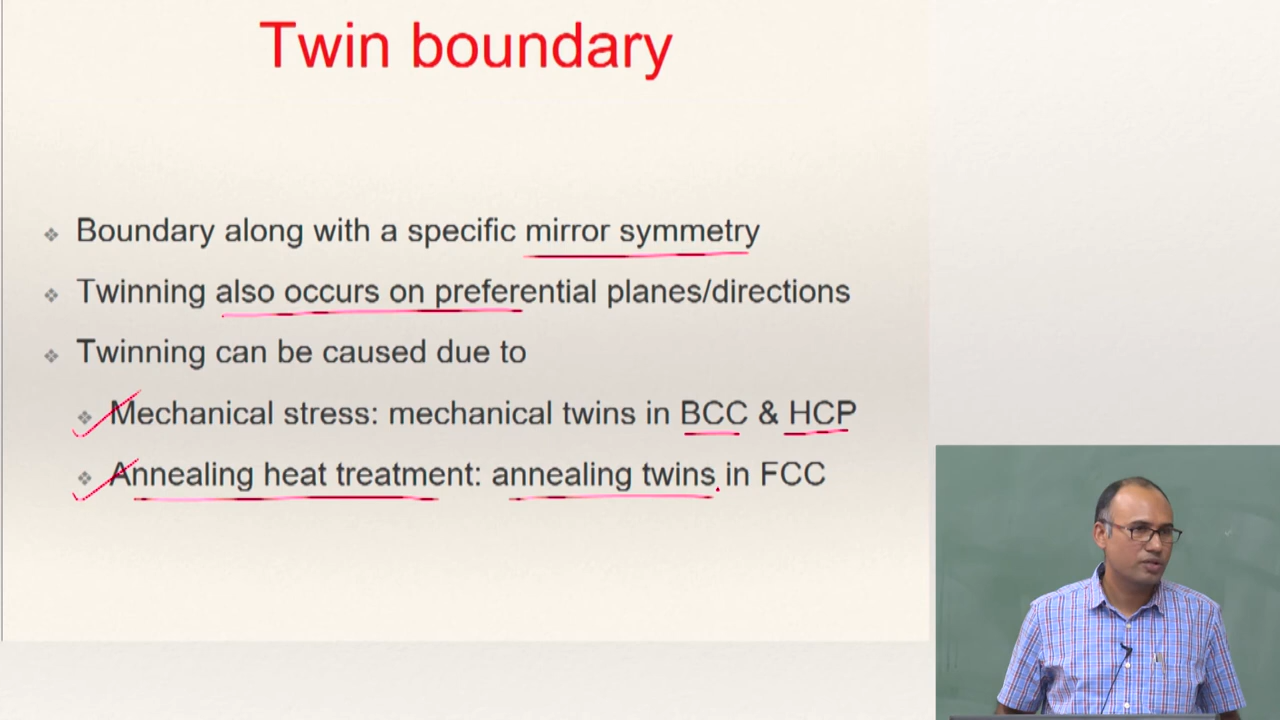 Twin boundary
Boundary along with a specific mirror symmetry
Twinning also occurs on preferential planes/directions
Twinning can be caused due to
Mechanical stress: mechanical twins in BCC & HCP
Annealing heat treatment: annealing twins in FCC